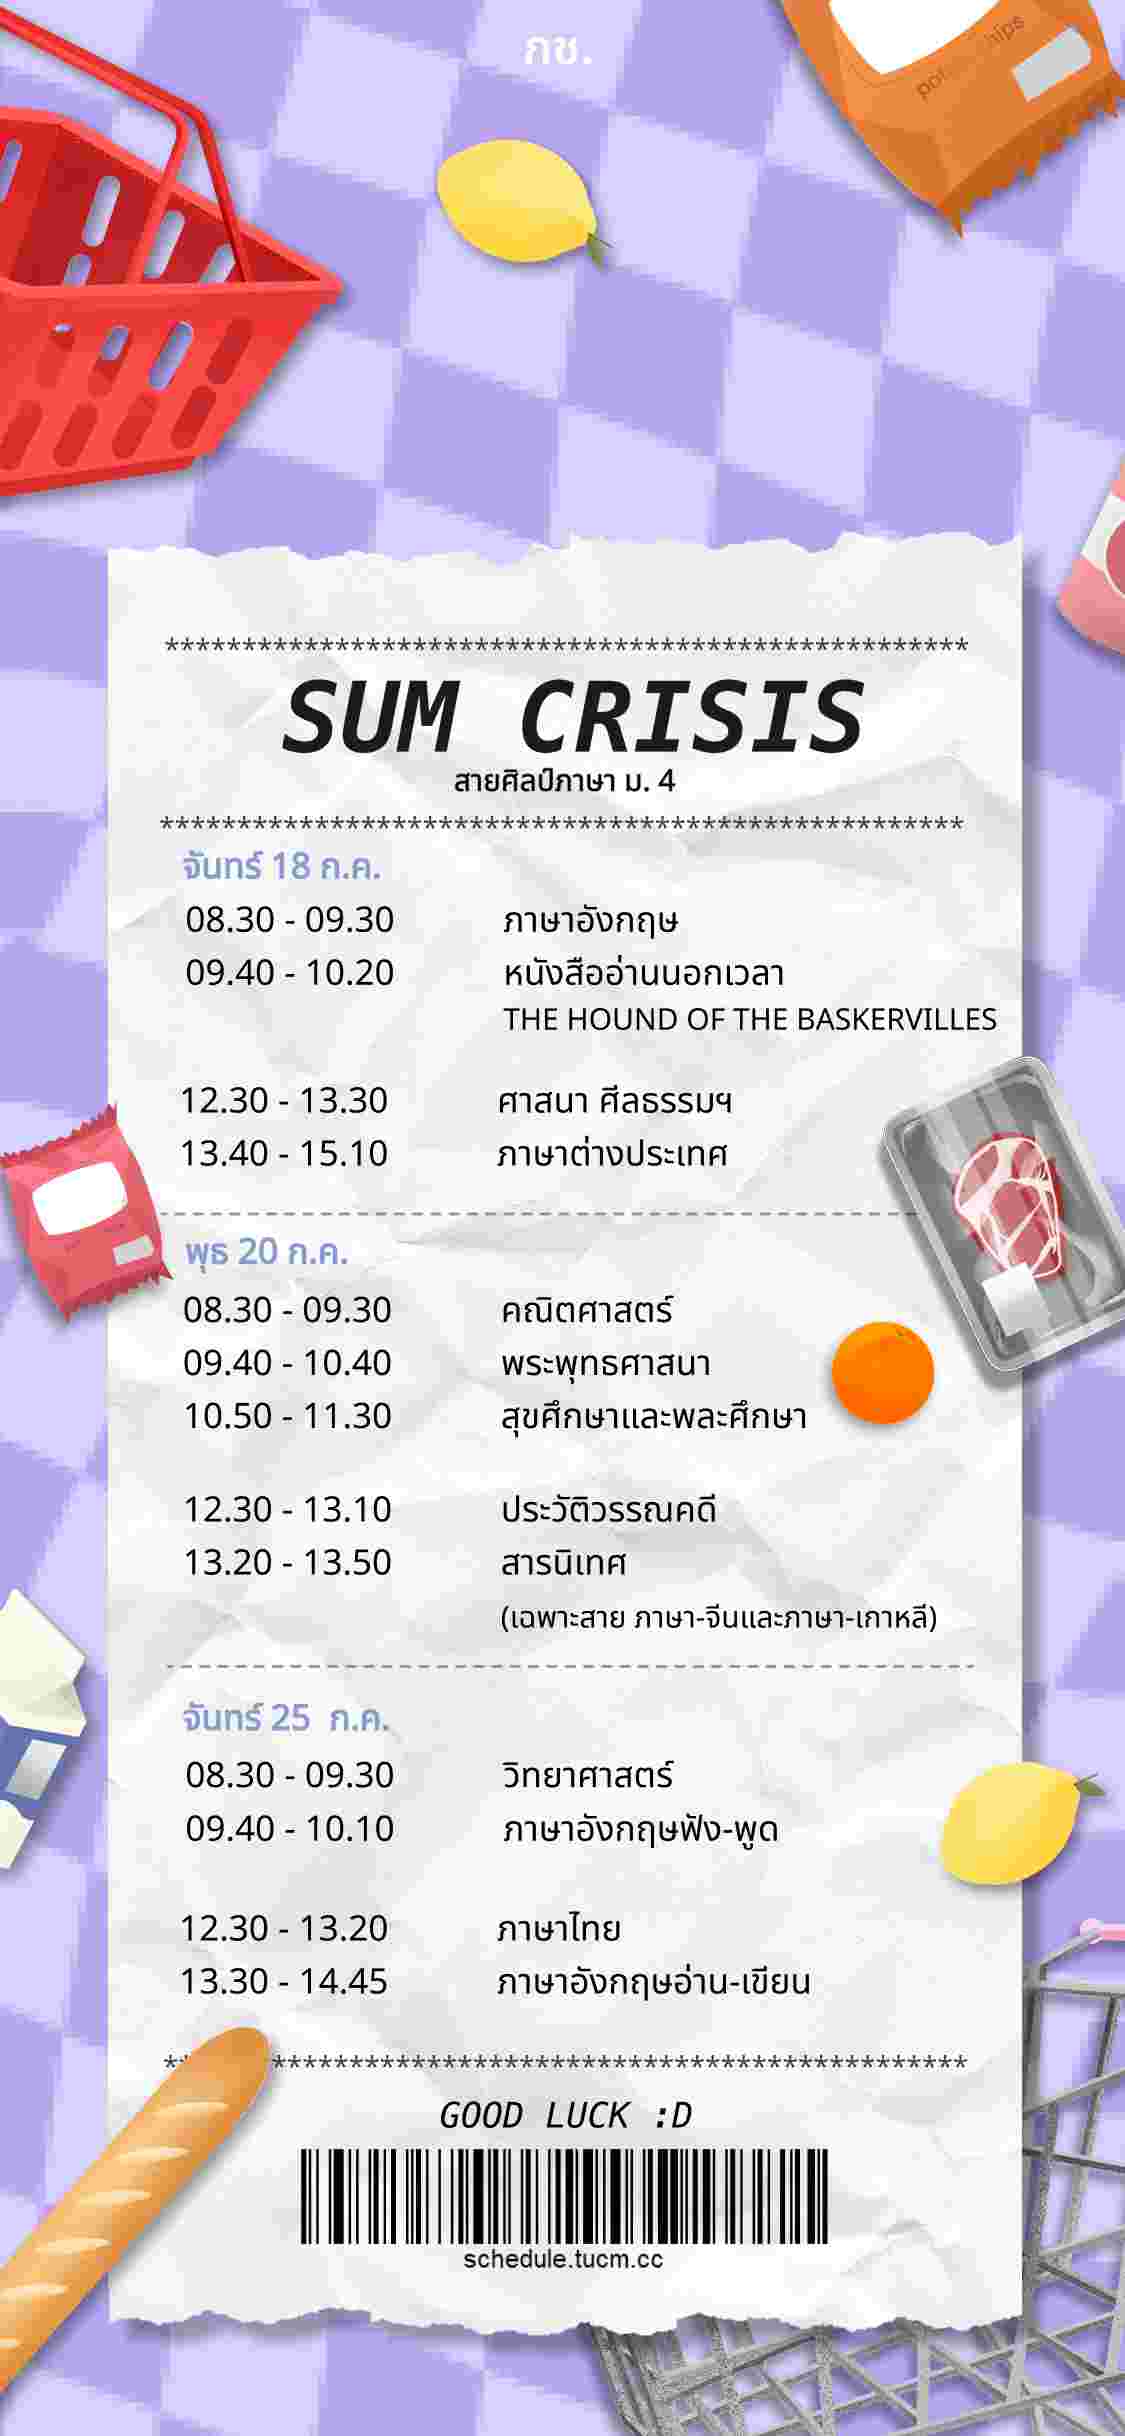 กช.
chips
*****************************************************
SUM CRISIS
สายศิลป์ภาษา ม. 4
*****************************************************
จันทร์ 18 ก.ค.
08.30 - 09.30 ภาษาอังกฤษ
09.40 - 10.20 หนังสืออ่านนอกเวลา
THE HOUND OF THE BASKERVILLES
12.30 - 13.30 ศาสนา ศีลธรรมฯ
13.40 - 15.10 ภาษาต่างประเทศ
พุธ 20 ก.ค.
08.30 - 09.30 คณิตศาสตร์
09.40 - 10.40 พระพุทธศาสนา
10.50 - 11.30 สุขศึกษาและพละศึกษา
12.30 - 13.10 ประวัติวรรณคดี
13.20 - 13.50 สารนิเทศ
(เฉพาะสาย ภาษา-จีนและภาษา-เกาหลี)
จันทร์ 25 ก.ค.
08.30 - 09.30 วิทยาศาสตร์
09.40 - 10.10 ภาษาอังกฤษฟัง-พูด
12.30 - 13.20 ภาษาไทย
13.30 - 14.45 ภาษาอังกฤษอ่าน-เขียน
*****************************************************
GOOD LUCK :D
schedule.tucm.cc